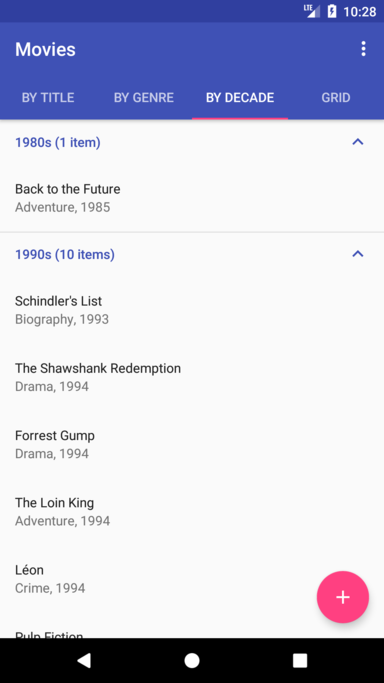 LTE 10:28
Movies
BY TITLE BY GENRE BY DECADE GRID
1980s (1 item)
Back to the Future
Adventure, 1985
1990s (10 items)
Schindler's List
Biography, 1993
The Shawshank Redemption
Drama, 1994
Forrest Gump
Drama, 1994
The Loin King
Adventure, 1994
Léon
Crime, 1994
Pulp Fiction